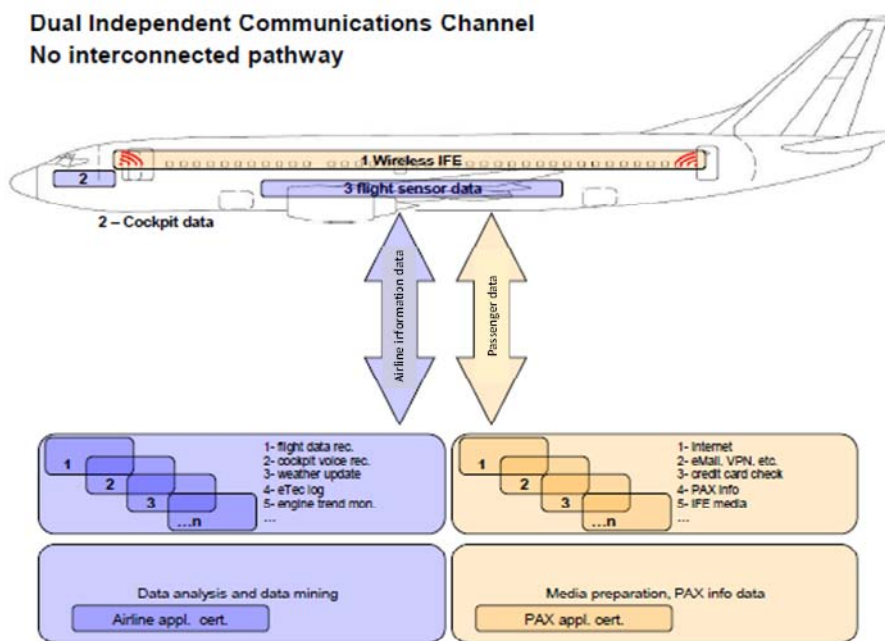 Dual Independent Communications Channel
No interconnected pathway
1 Wireless IFE
2
3 flight sensor data
2 – Cockpit data
Airline information data
Passenger data
1
2
3
...n
1- flight data rec.
2- cockpit voice rec.
3- weather update
4- eTec log
5- engine trend mon.
...
1
2
3
...n
1- Internet
2- eMail, VPN, etc.
3- credit card check
4- PAX info
5- IFE media
...
Data analysis and data mining
Airline appl. cert.
Media preparation, PAX info data
PAX appl. cert.